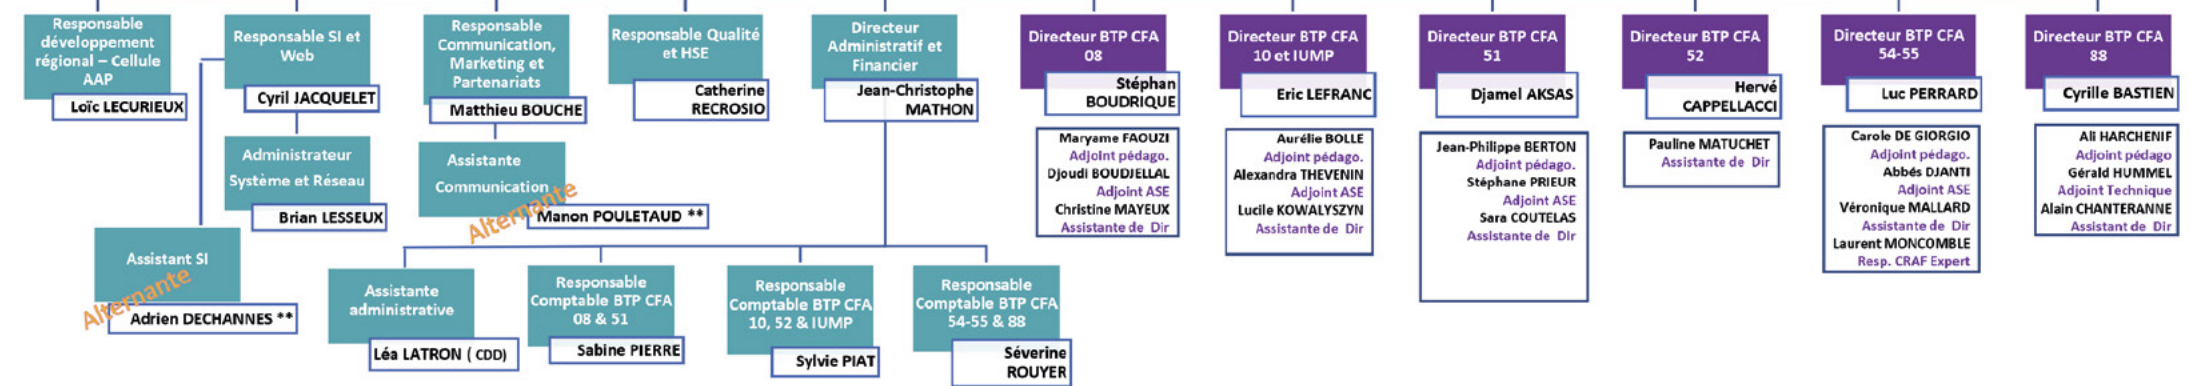 Responsable
développement
régional – Cellule
AAP
Loïc LECURIEUX
Responsable SI et
Web
Cyril JACQUELET
Administrateur
Système et Réseau
Brian LESSEUX
Assistant SI
Alternante
Adrien DECHANNES **
Responsable
Communication,
Marketing et
Partenariats
Matthieu BOUCHE
Assistante
Communication
Alternante
Manon POULETAUD **
Responsable Qualité
et HSE
Catherine
RECROSIO
Directeur
Administratif et
Financier
Jean-Christophe
MATHON
Assistante
administrative
Léa LATRON ( CDD)
Responsable
Comptable BTP CFA
08 & 51
Sabine PIERRE
Responsable
Comptable BTP CFA
10, 52 & IUMP
Sylvie PIAT
Responsable
Comptable BTP CFA
54-55 & 88
Séverine
ROUYER
Directeur BTP CFA
08
Stéphan
BOUDRIQUE
Maryame FAOUZI
Adjoint pédago.
Djoudi BOUDJELLAL
Adjoint ASE
Christine MAYEUX
Assistante de Dir
Directeur BTP CFA
10 et IUMP
Eric LEFRANC
Aurélie BOLLE
Adjoint pédago.
Alexandra THEVENIN
Adjoint ASE
Lucile KOWALYSZYN
Assistante de Dir
Directeur BTP CFA
51
Djamel AKSAS
Jean-Philippe BERTON
Adjoint pédago.
Stéphane PRIEUR
Adjoint ASE
Sara COUTELAS
Assistante de Dir
Directeur BTP CFA
52
Hervé
CAPPELLACCI
Pauline MATUCHET
Assistante de Dir
Directeur BTP CFA
54-55
Luc PERRARD
Carole DE GIORGIO
Adjoint pédago.
Abbés DJANTI
Adjoint ASE
Véronique MALLARD
Assistante de Dir
Laurent MONCOMBLE
Resp. CRAF Expert
Directeur BTP CFA
88
Cyrille BASTIEN
Ali HARCHENIF
Adjoint pédago
Gérald HUMMEL
Adjoint Technique
Alain CHANTERANNE
Assistant de Dir